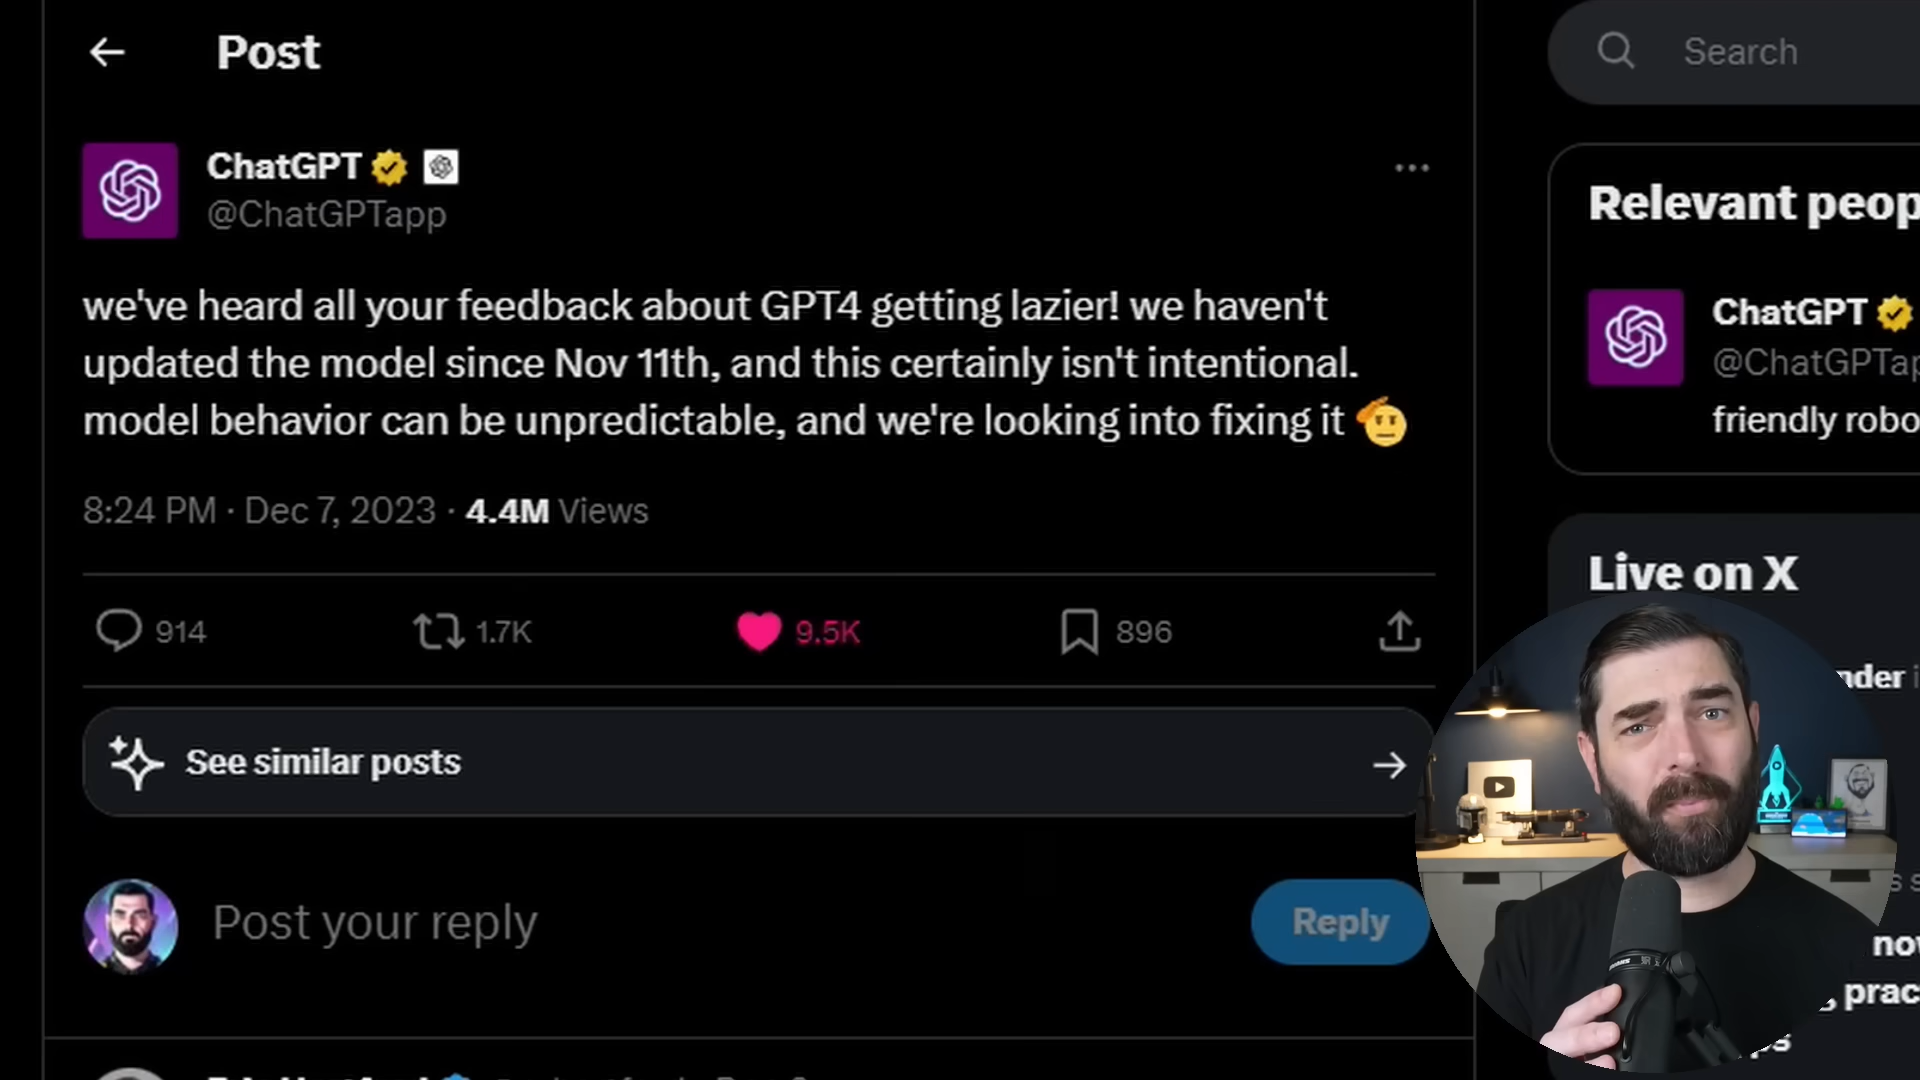 Post
Search
ChatGPT
@ChatGPTapp
we've heard all your feedback about GPT4 getting lazier! we haven't
updated the model since Nov 11th, and this certainly isn't intentional.
model behavior can be unpredictable, and we're looking into fixing it 🫡
8:24 PM · Dec 7, 2023 · 4.4M Views
914 1.7K 9.5K 896
See similar posts
Post your reply
Reply
Relevant peop
ChatGPT
@ChatGPTap
friendly robo
Live on X
nder
now
prac